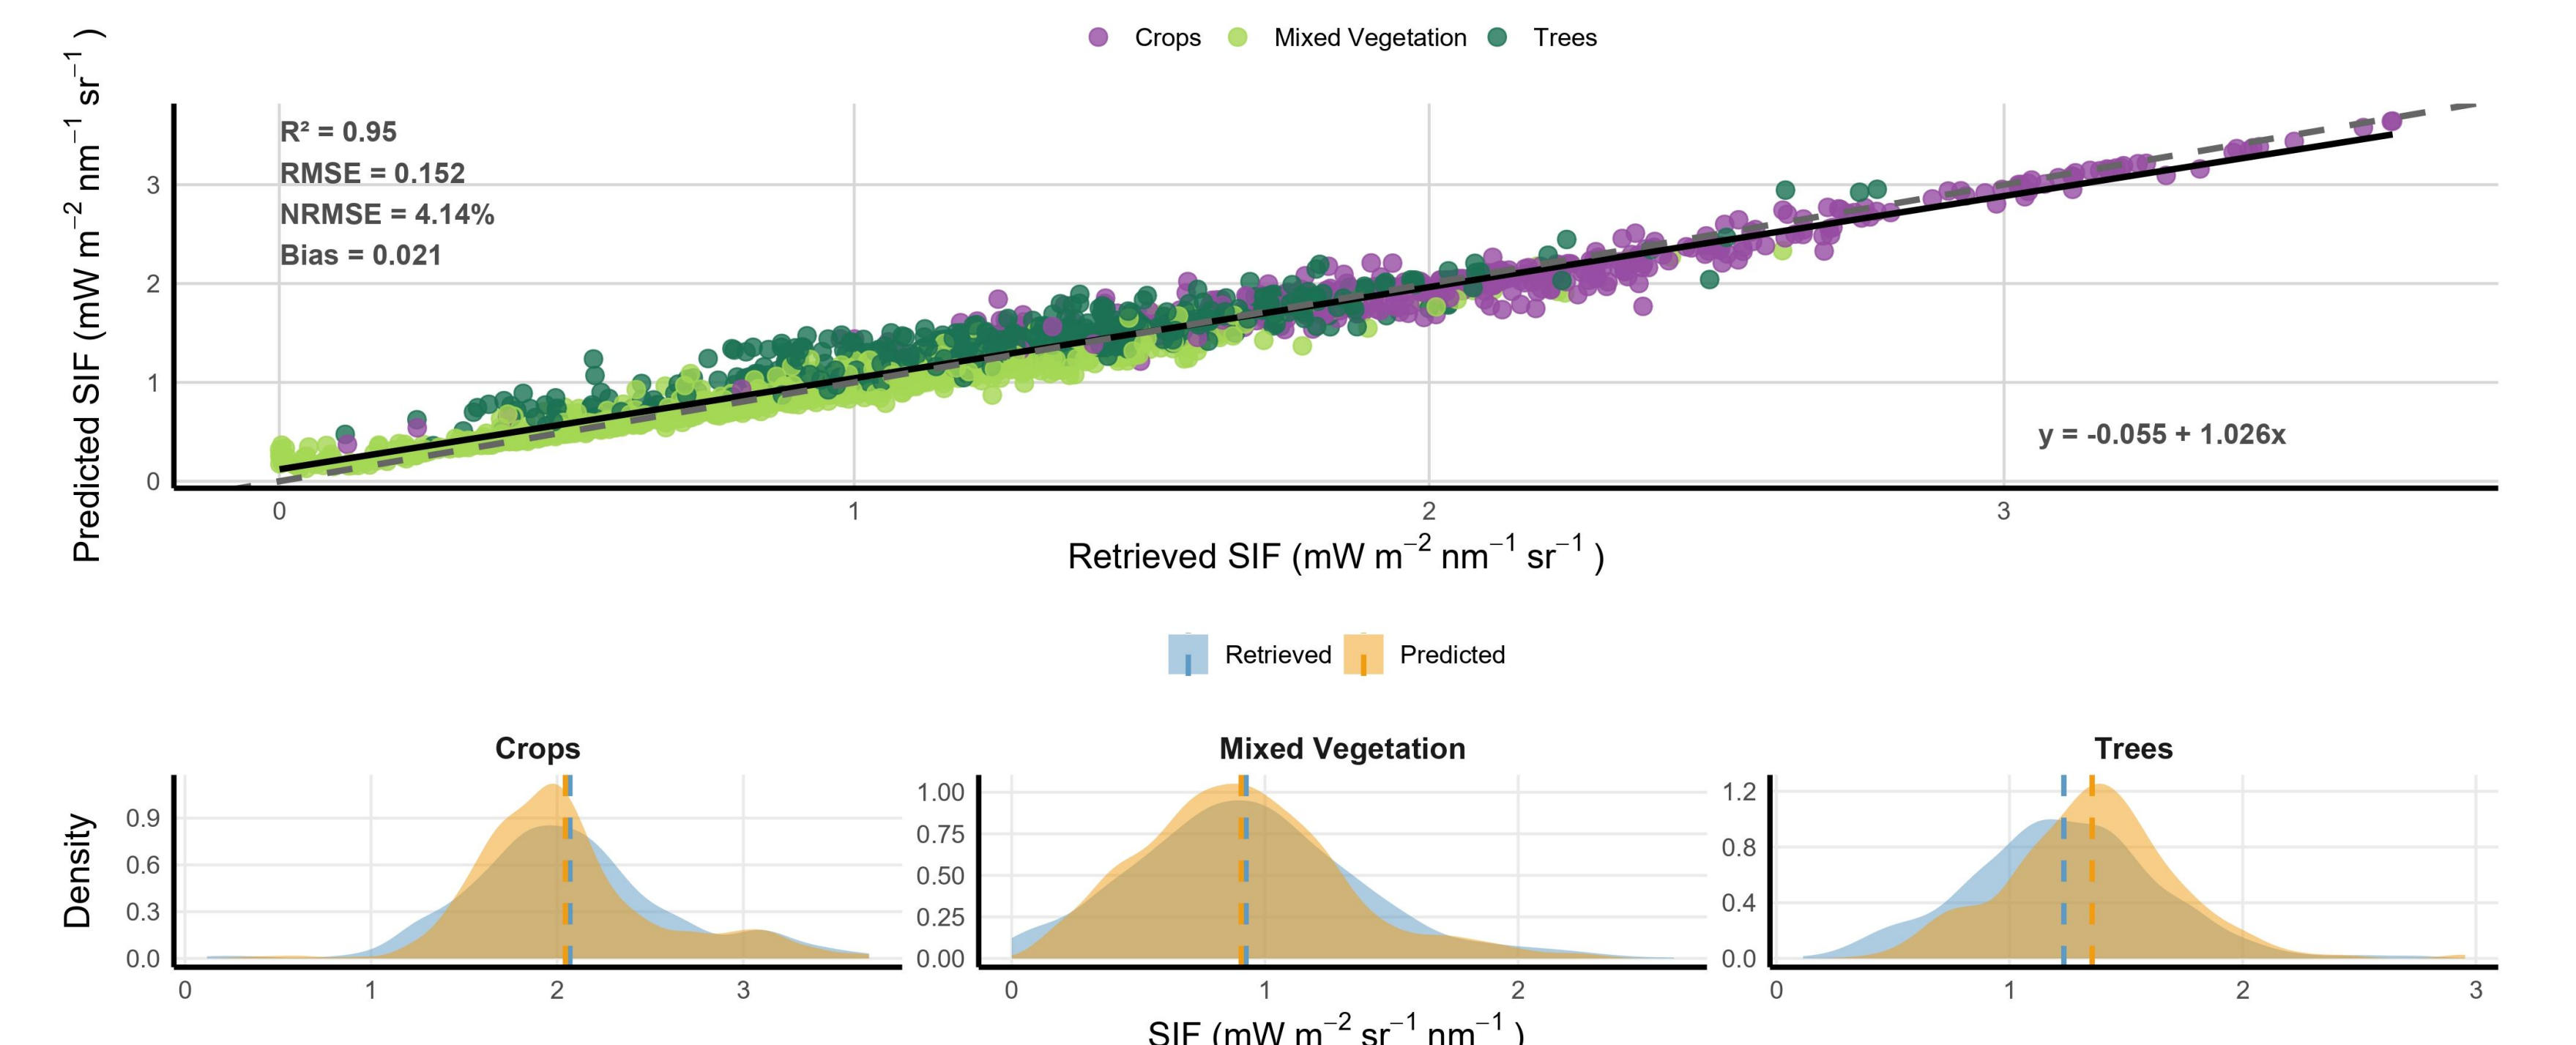 Crops Mixed Vegetation Trees
Predicted SIF (mW m⁻² nm⁻¹ sr⁻¹ )
R² = 0.95
RMSE = 0.152
NRMSE = 4.14%
Bias = 0.021
3
2
1
0
y = -0.055 + 1.026x
0 1 2 3
Retrieved SIF (mW m⁻² nm⁻¹ sr⁻¹ )
Retrieved Predicted
Density
Crops
0.9
0.6
0.3
0.0
0 1 2 3
Mixed Vegetation
1.00
0.75
0.50
0.25
0.00
0 1 2
Trees
1.2
0.8
0.4
0.0
0 1 2 3
SIF (mW m⁻² sr⁻¹ nm⁻¹ )